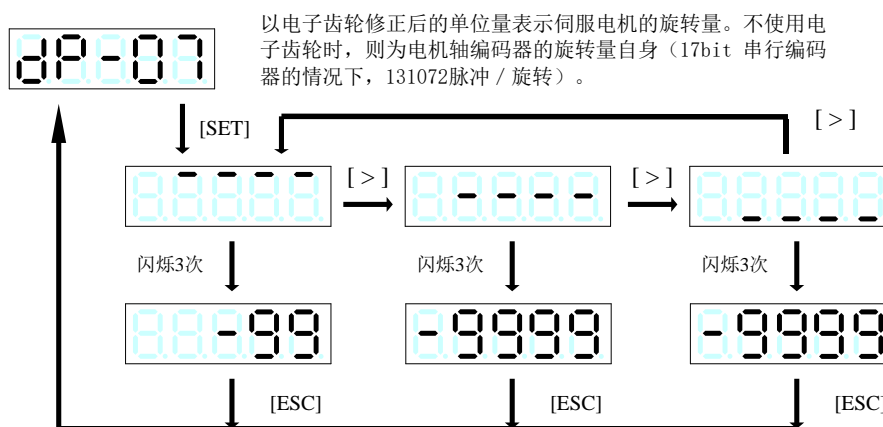 以电子齿轮修正后的单位量表示伺服电机的旋转量。不使用电
子齿轮时，则为电机轴编码器的旋转量自身（17bit 串行编码
器的情况下，131072脉冲／旋转）。
dP-07
[SET]
[ > ]
---- [ > ] ---- [ > ] ----
闪烁3次 闪烁3次 闪烁3次
-99 -9999 -9999
[ESC] [ESC] [ESC]